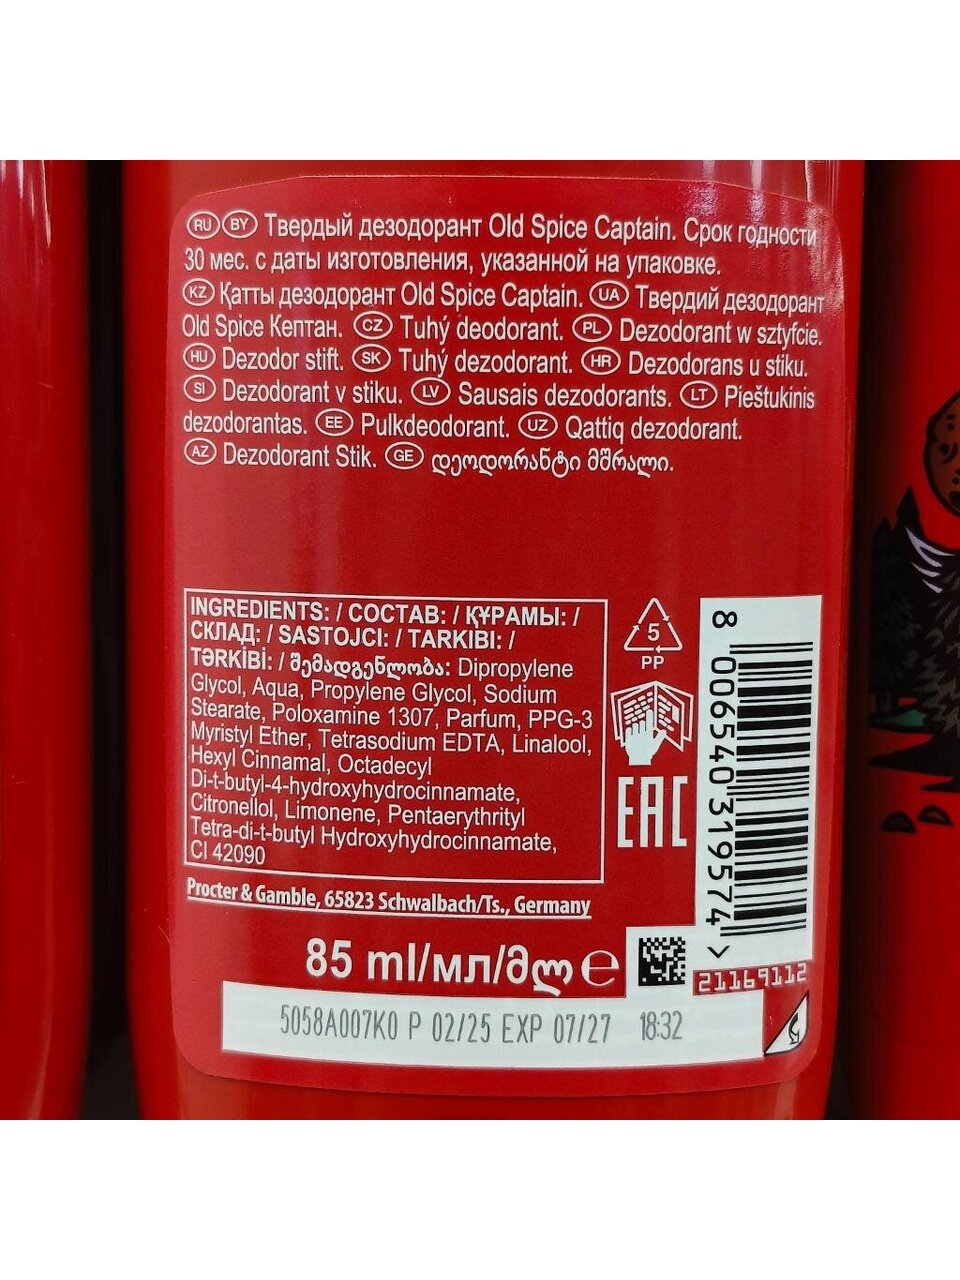 RU BY Твердый дезодорант Old Spice Captain. Срок годности
30 мес. с даты изготовления, указанной на упаковке.
KZ Қатты дезодорант Old Spice Captain. UA Твердий дезодорант
Old Spice Кептан. CZ Tuhý deodorant. PL Dezodorant w sztyfcie.
HU Dezodor stift. SK Tuhý dezodorant. HR Dezodorans u stiku.
SI Dezodorant v stiku. LV Sausais dezodorants. LT Pieštukinis
dezodorantas. EE Pulkdeodorant. UZ Qattiq dezodorant.
AZ Dezodorant Stik. GE დეოდორანტი მშრალი.
INGREDIENTS: / СОСТАВ: / ҚҰРАМЫ: /
СКЛАД: / SASTOJCI: / TARKIBI: /
TƏRKİBİ: / შემადგენლობა: Dipropylene
Glycol, Aqua, Propylene Glycol, Sodium
Stearate, Poloxamine 1307, Parfum, PPG-3
Myristyl Ether, Tetrasodium EDTA, Linalool,
Hexyl Cinnamal, Octadecyl
Di-t-butyl-4-hydroxyhydrocinnamate,
Citronellol, Limonene, Pentaerythrityl
Tetra-di-t-butyl Hydroxyhydrocinnamate,
CI 42090
5
PP
EAC
8 006540 319574 >
Procter & Gamble, 65823 Schwalbach/Ts., Germany
85 ml/мл/მლ ℮
21169112
5058A007K0 P 02/25 EXP 07/27 18:32